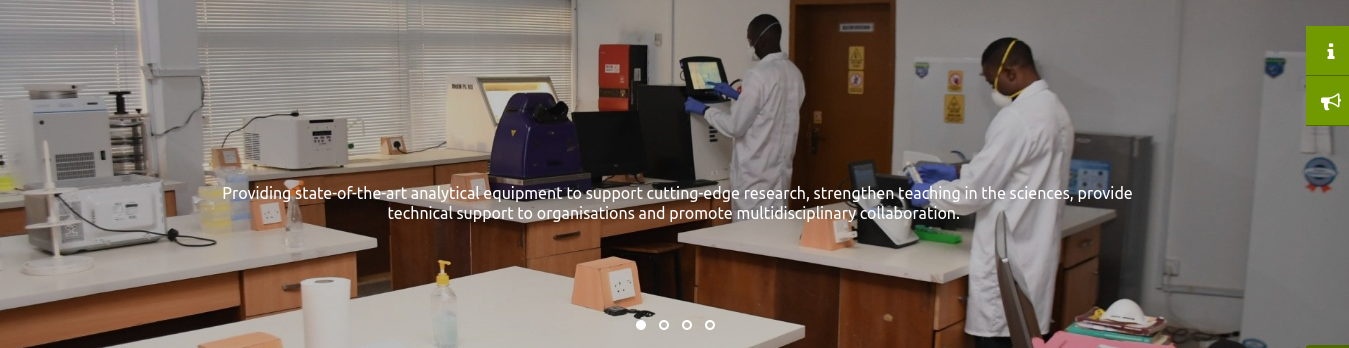 Providing state-of-the-art analytical equipment to support cutting-edge research, strengthen teaching in the sciences, provide
technical support to organisations and promote multidisciplinary collaboration.